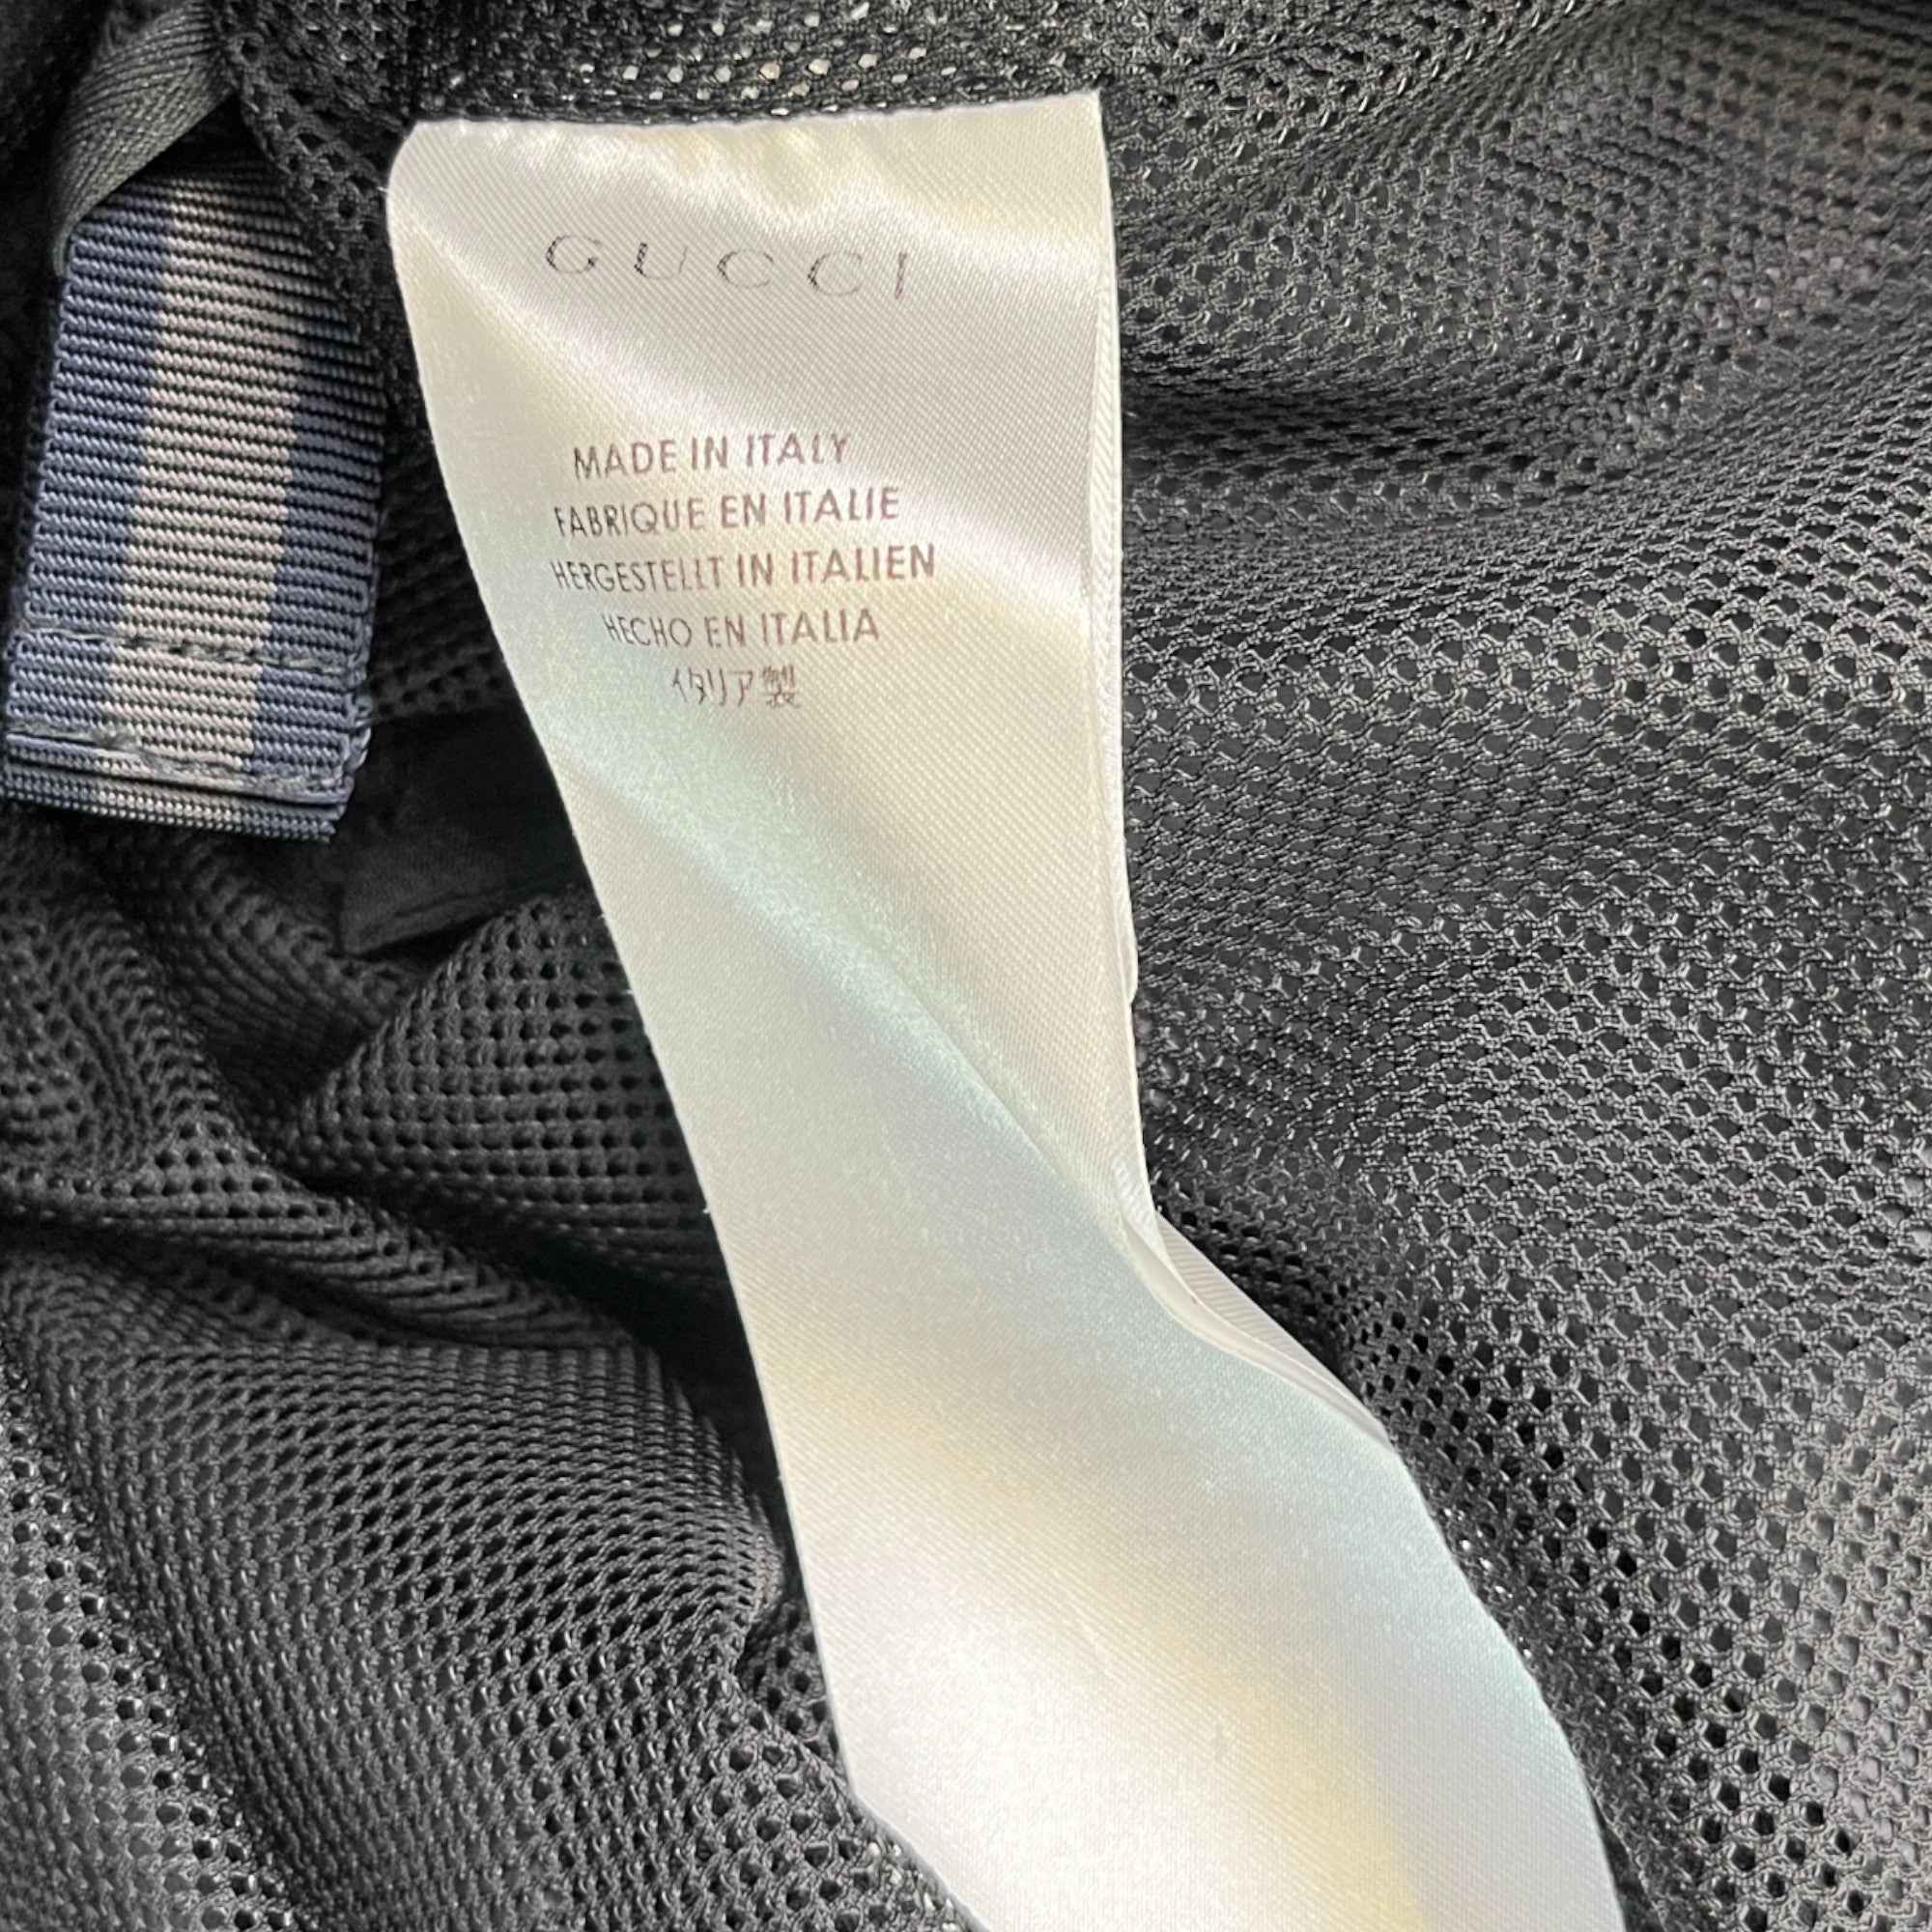 GUCCI
MADE IN ITALY
FABRIQUE EN ITALIE
HERGESTELLT IN ITALIEN
HECHO EN ITALIA
イタリア製